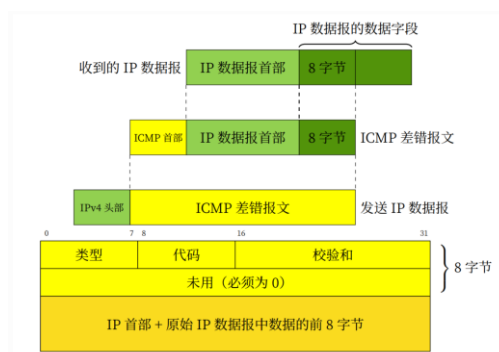 IP 数据报的数据字段
收到的 IP 数据报 IP 数据报首部 8 字节
ICMP 首部 IP 数据报首部 8 字节 ICMP 差错报文
IPv4 头部 ICMP 差错报文 发送 IP 数据报
0 7 8 16 31
类型 代码 校验和
8 字节
未用（必须为 0）
IP 首部 + 原始 IP 数据报中数据的前 8 字节